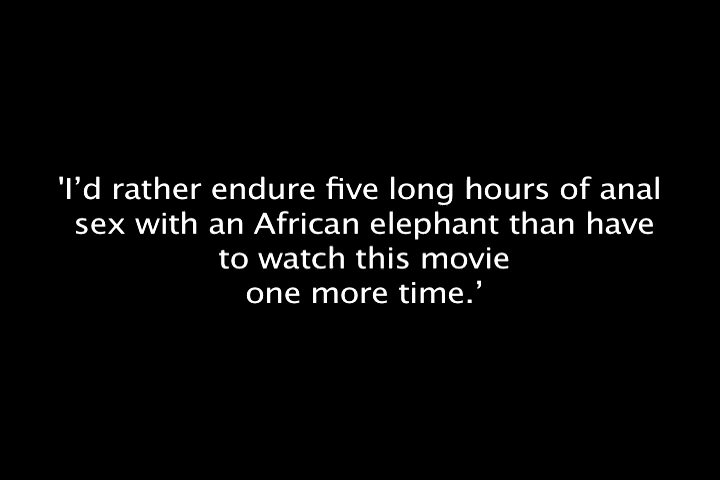 'I’d rather endure five long hours of anal
sex with an African elephant than have
to watch this movie
one more time.’